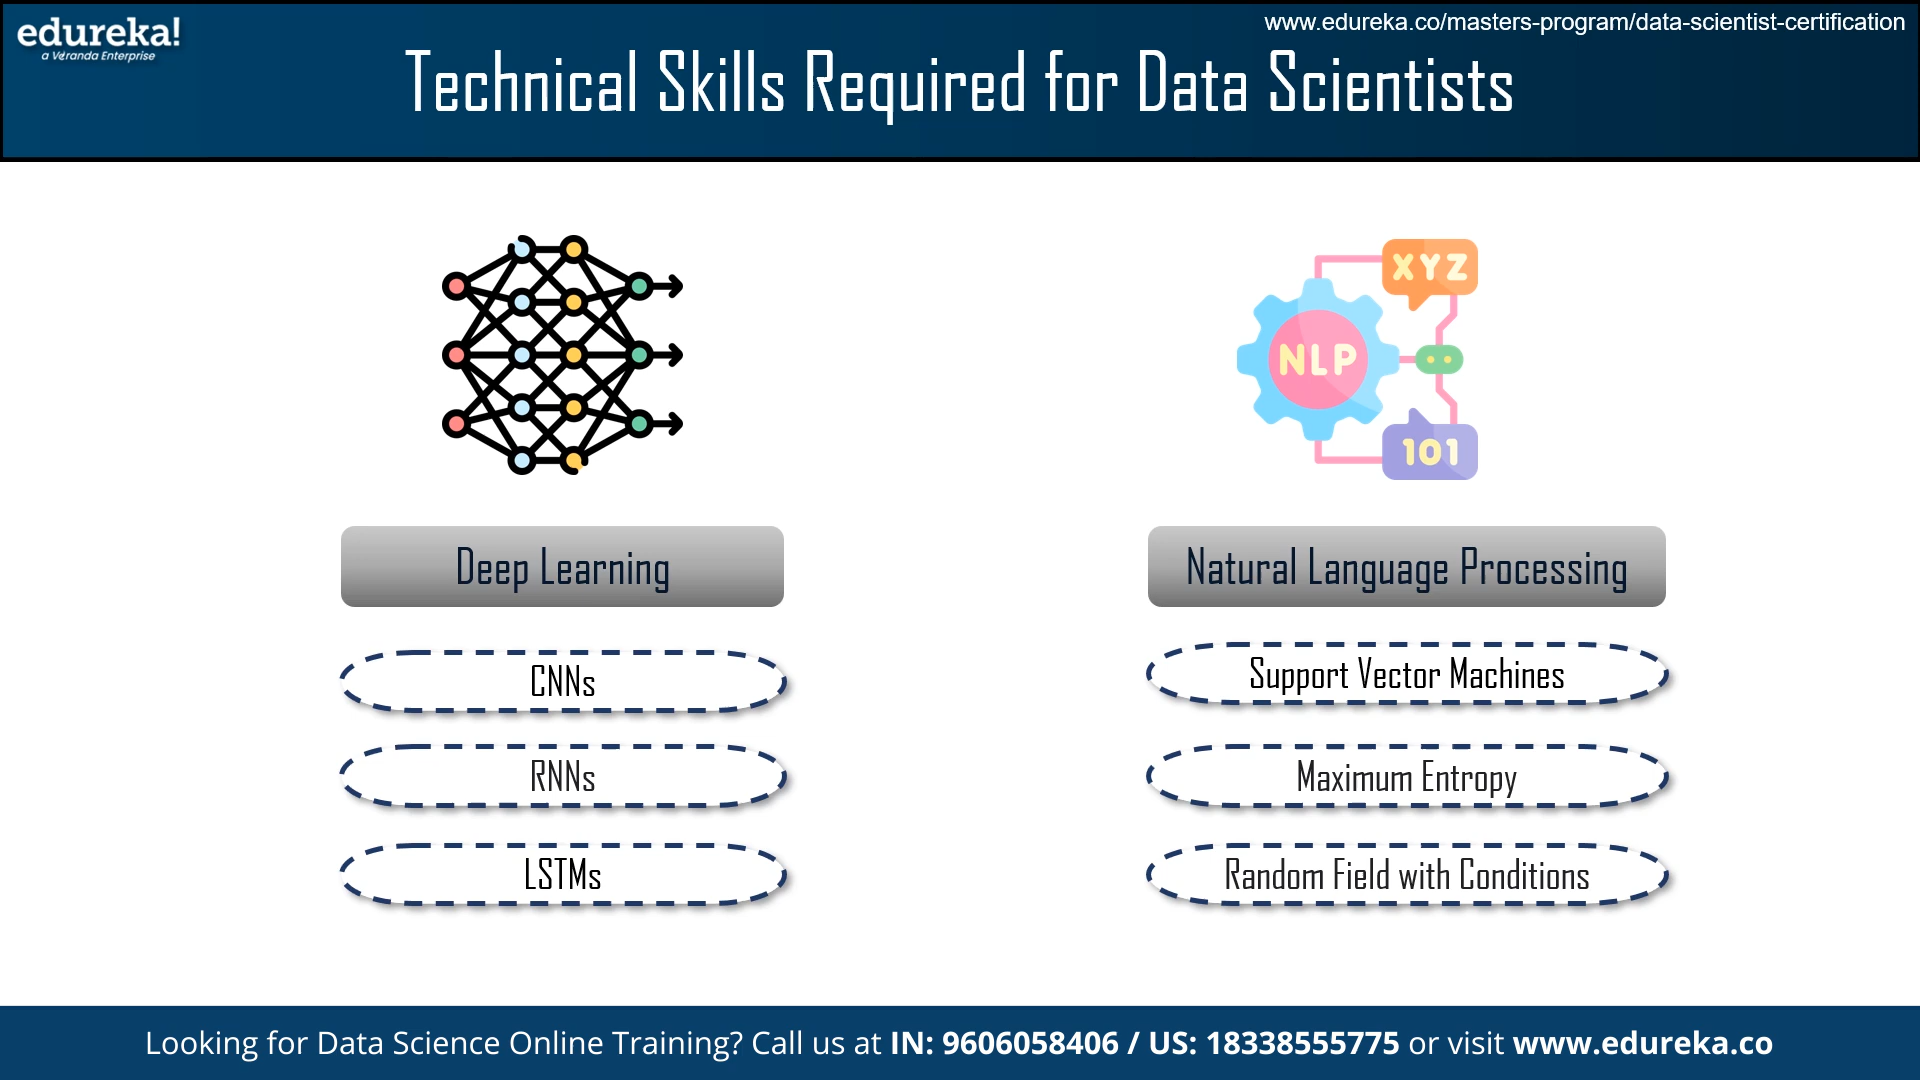 edureka!
a Veranda Enterprise
www.edureka.co/masters-program/data-scientist-certification
Technical Skills Required for Data Scientists
XYZ
NLP
101
Deep Learning
CNNs
RNNs
LSTMs
Natural Language Processing
Support Vector Machines
Maximum Entropy
Random Field with Conditions
Looking for Data Science Online Training? Call us at IN: 9606058406 / US: 18338555775 or visit www.edureka.co